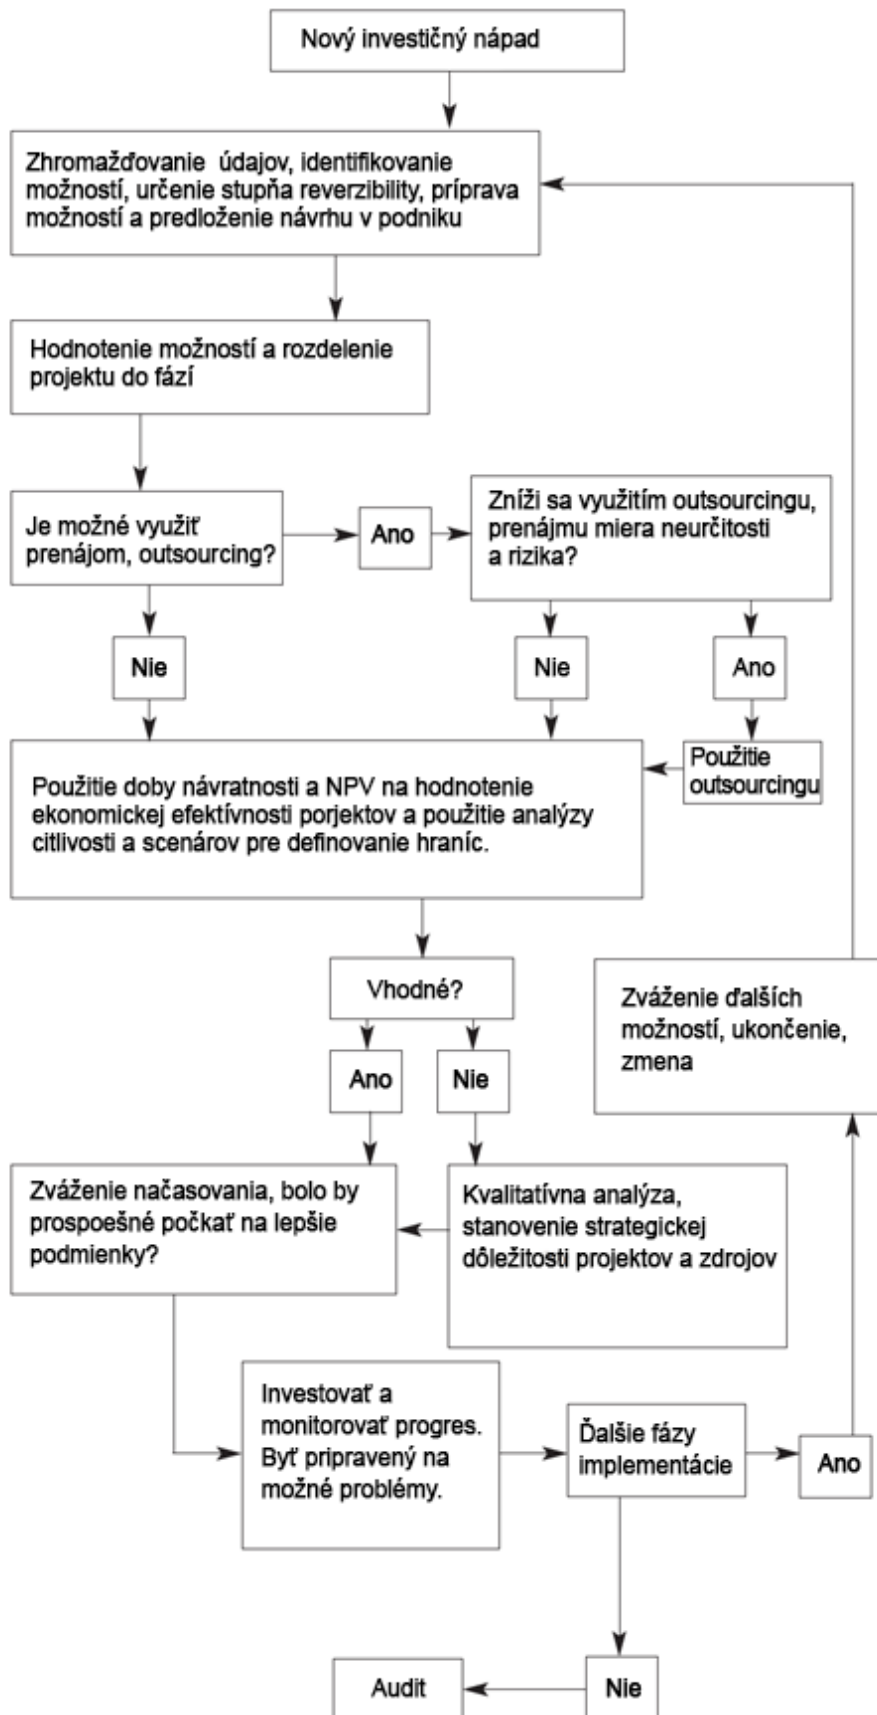 Nový investičný nápad
Zhromažďovanie údajov, identifikovanie
možností, určenie stupňa reverzibility, príprava
možností a predloženie návrhu v podniku
Hodnotenie možností a rozdelenie
projektu do fází
Je možné využiť
prenájom, outsourcing?
Ano
Zníži sa využitím outsourcingu,
prenájmu miera neurčitosti
a rizika?
Nie
Nie
Ano
Použitie
outsourcingu
Použitie doby návratnosti a NPV na hodnotenie
ekonomickej efektívnosti porjektov a použitie analýzy
citlivosti a scenárov pre definovanie hraníc.
Vhodné?
Ano
Nie
Zváženie ďalších
možností, ukončenie,
zmena
Zváženie načasovania, bolo by
prospoešné počkať na lepšie
podmienky?
Kvalitatívna analýza,
stanovenie strategickej
dôležitosti projektov a zdrojov
Investovať a
monitorovať progres.
Byť pripravený na
možné problémy.
Ďalšie fázy
implementácie
Ano
Nie
Audit